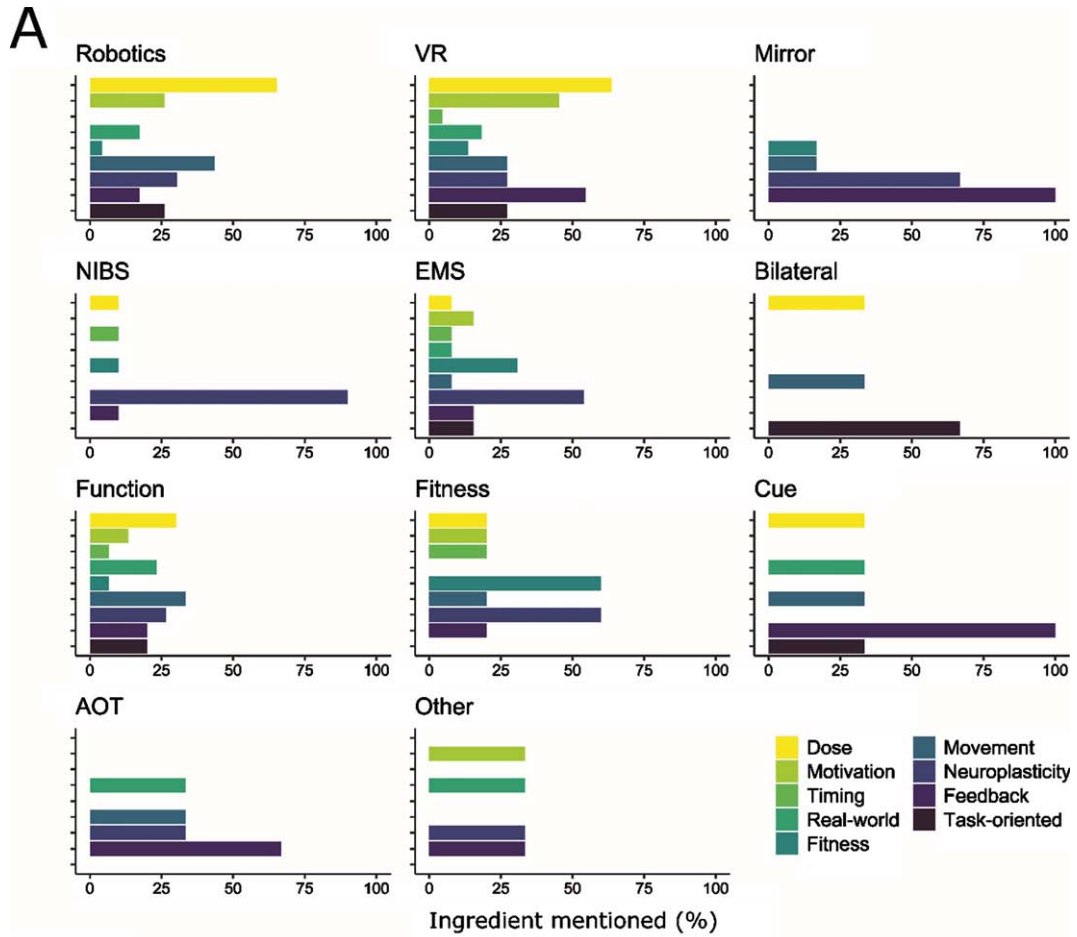 A
Robotics
VR
Mirror
0 25 50 75 100
0 25 50 75 100
0 25 50 75 100
NIBS
EMS
Bilateral
0 25 50 75 100
0 25 50 75 100
0 25 50 75 100
Function
Fitness
Cue
0 25 50 75 100
0 25 50 75 100
0 25 50 75 100
AOT
Other
0 25 50 75 100
0 25 50 75 100
Dose
Motivation
Timing
Real-world
Fitness
Movement
Neuroplasticity
Feedback
Task-oriented
Ingredient mentioned (%)